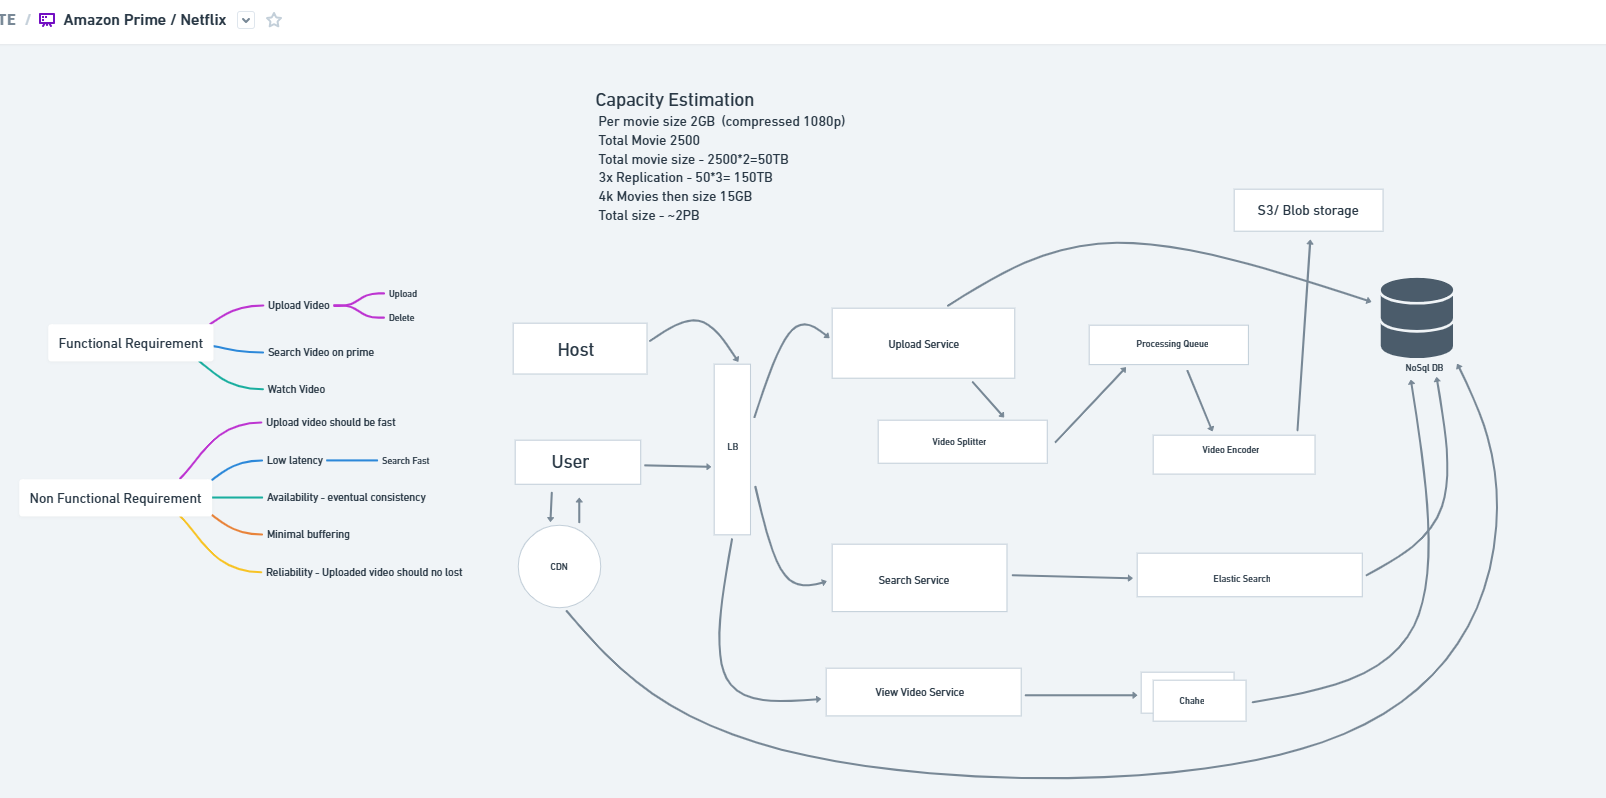 TE / Amazon Prime / Netflix
Capacity Estimation
Per movie size 2GB (compressed 1080p)
Total Movie 2500
Total movie size - 2500*2=50TB
3x Replication - 50*3= 150TB
4k Movies then size 15GB
Total size - ~2PB
Functional Requirement
Upload Video
Upload
Delete
Search Video on prime
Watch Video
Non Functional Requirement
Upload video should be fast
Low latency
Search Fast
Availability - eventual consistency
Minimal buffering
Reliability - Uploaded video should no lost
Host
User
CDN
LB
Upload Service
Video Splitter
Processing Queue
Video Encoder
S3/ Blob storage
NoSql DB
Search Service
Elastic Search
View Video Service
Chahe